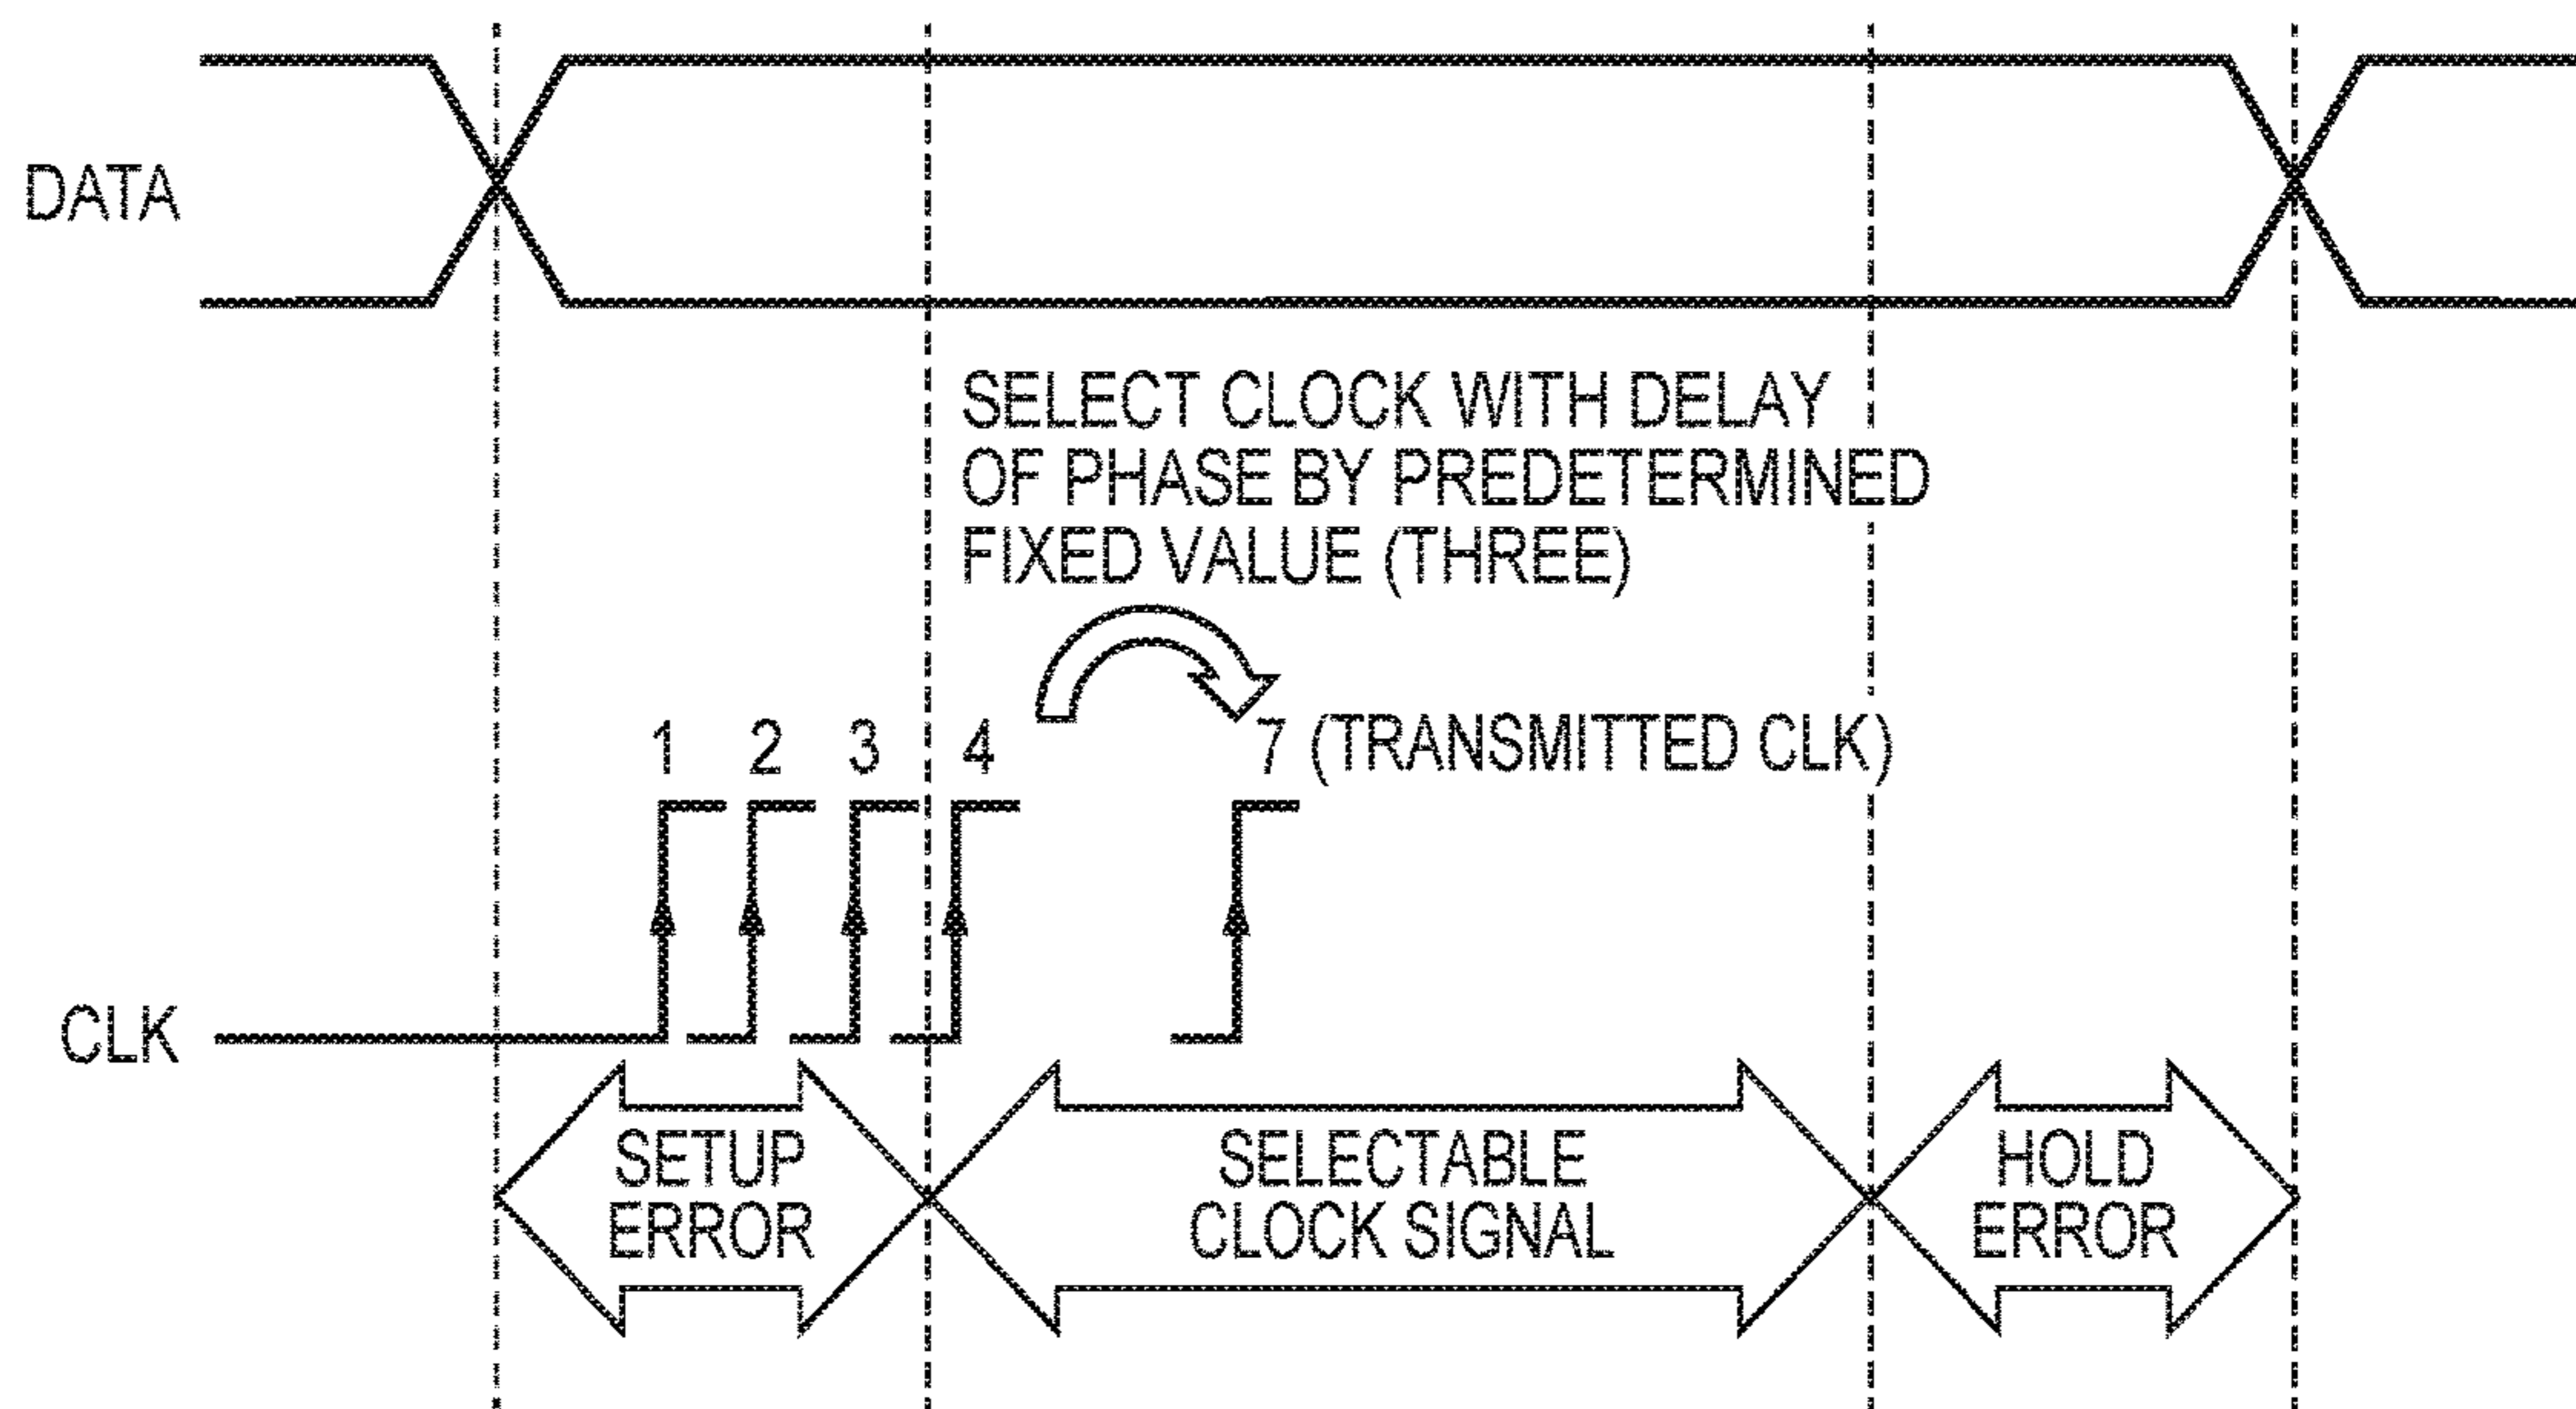 DATA
SELECT CLOCK WITH DELAY
OF PHASE BY PREDETERMINED
FIXED VALUE (THREE)
1 2 3 4 7 (TRANSMITTED CLK)
CLK
SETUP
ERROR
SELECTABLE
CLOCK SIGNAL
HOLD
ERROR